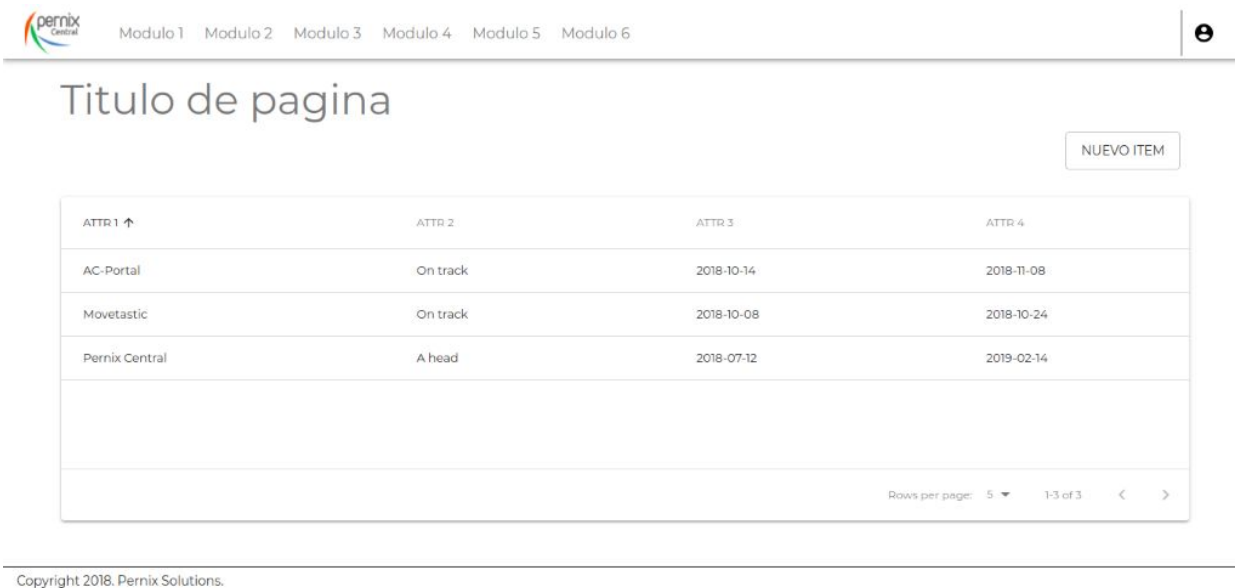 pernix
Central
Modulo 1 Modulo 2 Modulo 3 Modulo 4 Modulo 5 Modulo 6
Titulo de pagina
NUEVO ITEM
ATTR 1 ↑ ATTR 2 ATTR 3 ATTR 4
AC-Portal On track 2018-10-14 2018-11-08
Movetastic On track 2018-10-08 2018-10-24
Pernix Central A head 2018-07-12 2019-02-14
Rows per page: 5 1-3 of 3
Copyright 2018. Pernix Solutions.